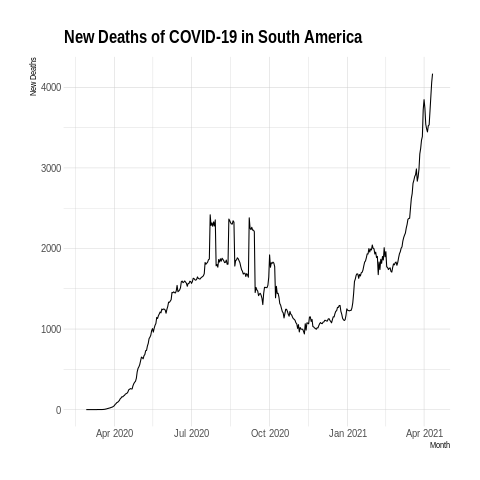 New Deaths of COVID-19 in South America
New Deaths
4000
3000
2000
1000
0
Apr 2020 Jul 2020 Oct 2020 Jan 2021 Apr 2021
Month